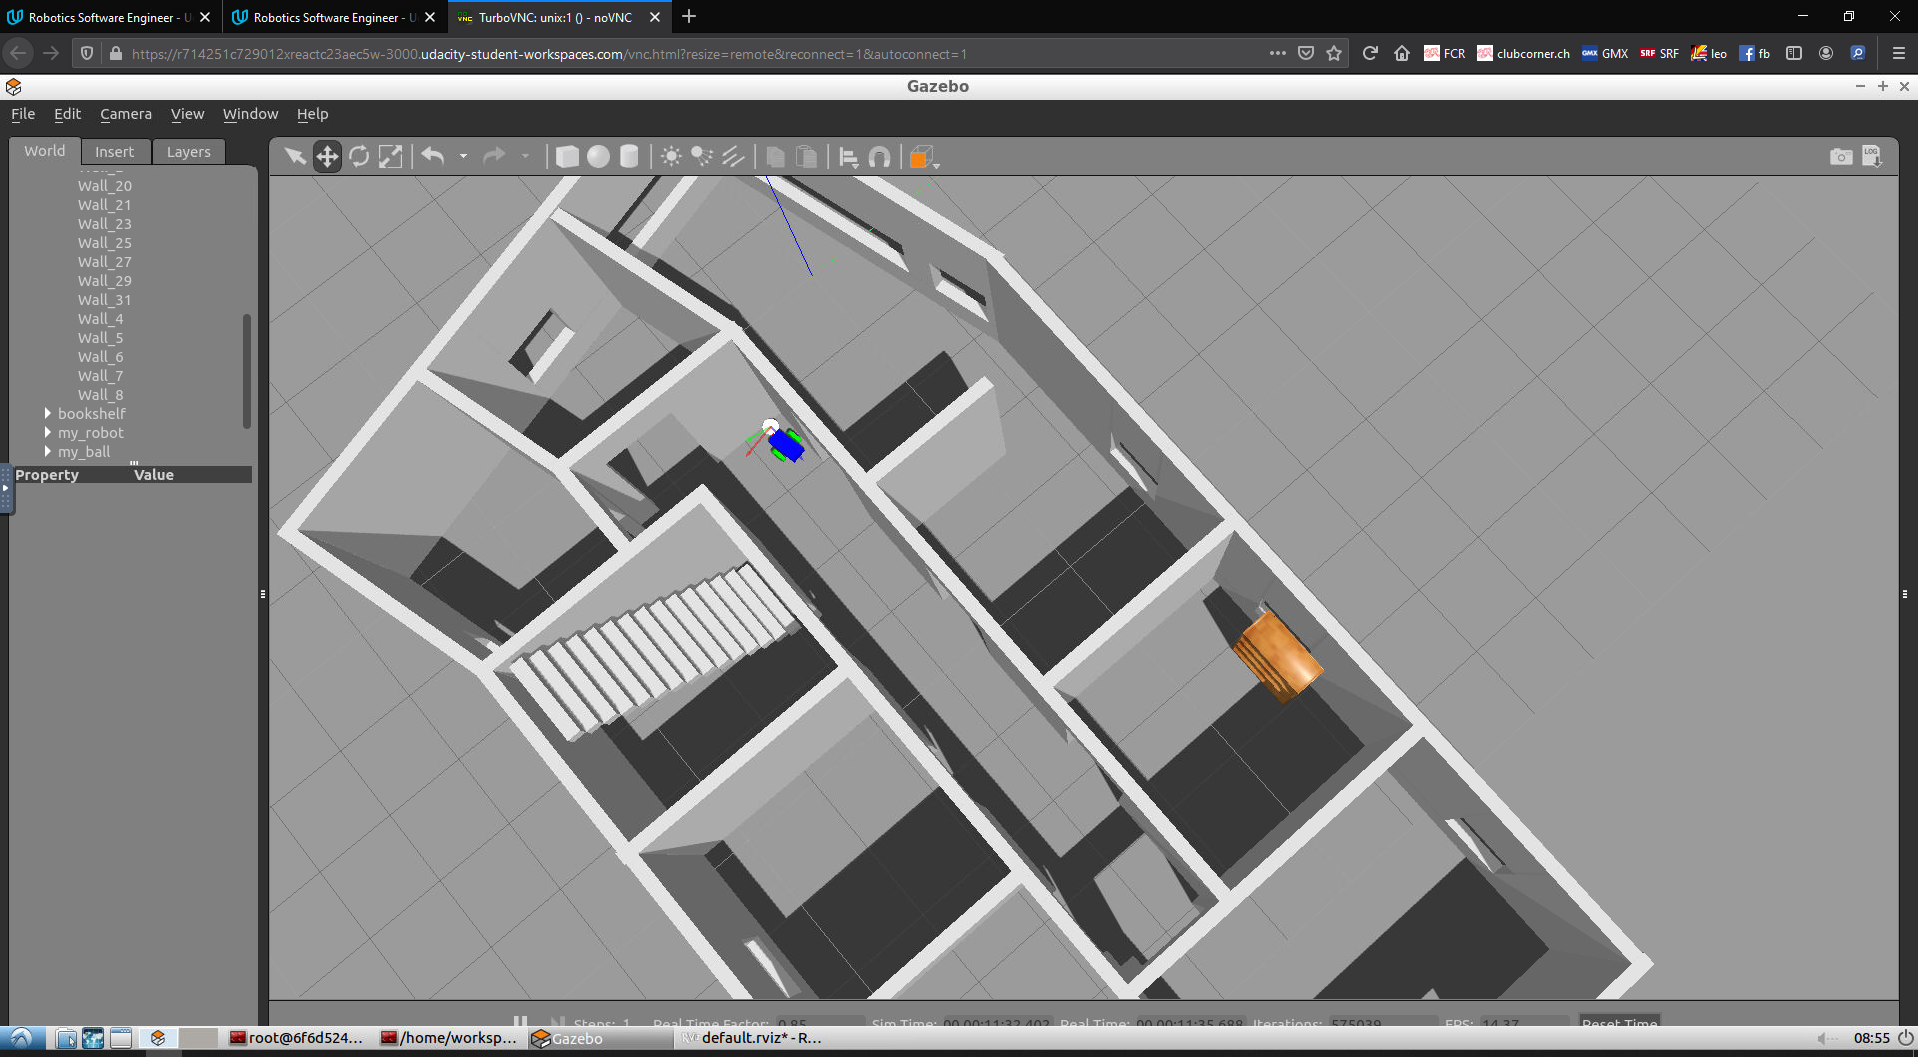 Robotics Software Engineer - U
Robotics Software Engineer - U
VNC TurboVNC: unix:1 () - noVNC
https://r714251c729012xreactc23aec5w-3000.udacity-student-workspaces.com/vnc.html?resize=remote&reconnect=1&autoconnect=1
FCR
clubcorner.ch
GMX GMX
SRF SRF
leo
fb
Gazebo
File Edit Camera View Window Help
World Insert Layers
LOG
Wall_20
Wall_21
Wall_23
Wall_25
Wall_27
Wall_29
Wall_31
Wall_4
Wall_5
Wall_6
Wall_7
Wall_8
bookshelf
my_robot
my_ball
Property Value
Steps: 1 Real Time Factor: 0.85 Sim Time: 00 00:11:32.402 Real Time: 00 00:11:35.688 Iterations: 575039 FPS: 14.37 Reset Time
root@6f6d524... /home/worksp... Gazebo default.rviz* - R... 08:55